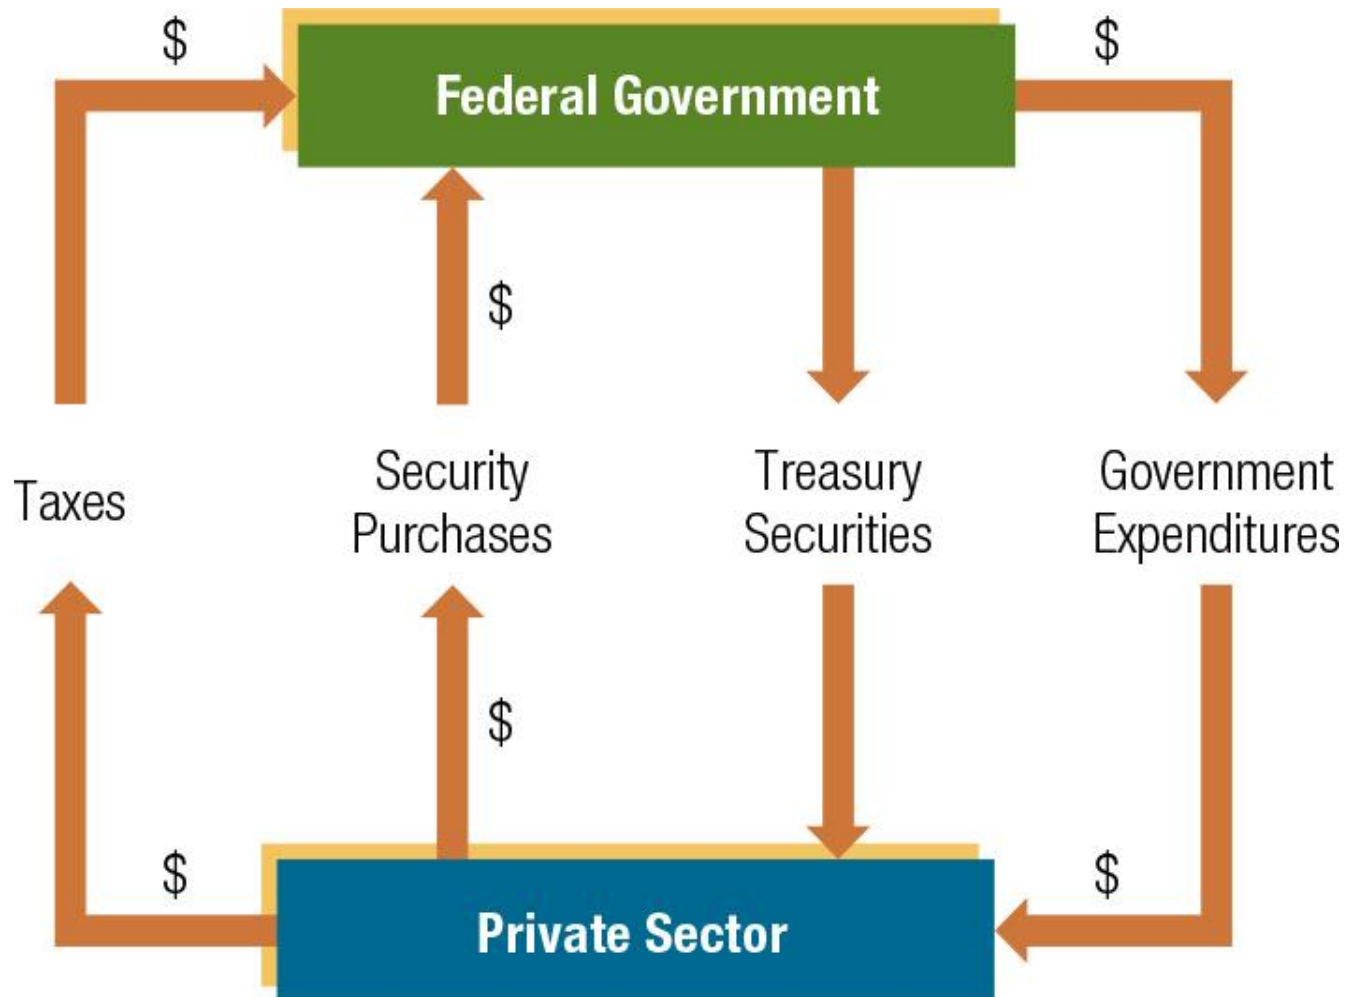 $
$
Federal Government
$
Taxes
Security
Purchases
Treasury
Securities
Government
Expenditures
$
$
$
Private Sector